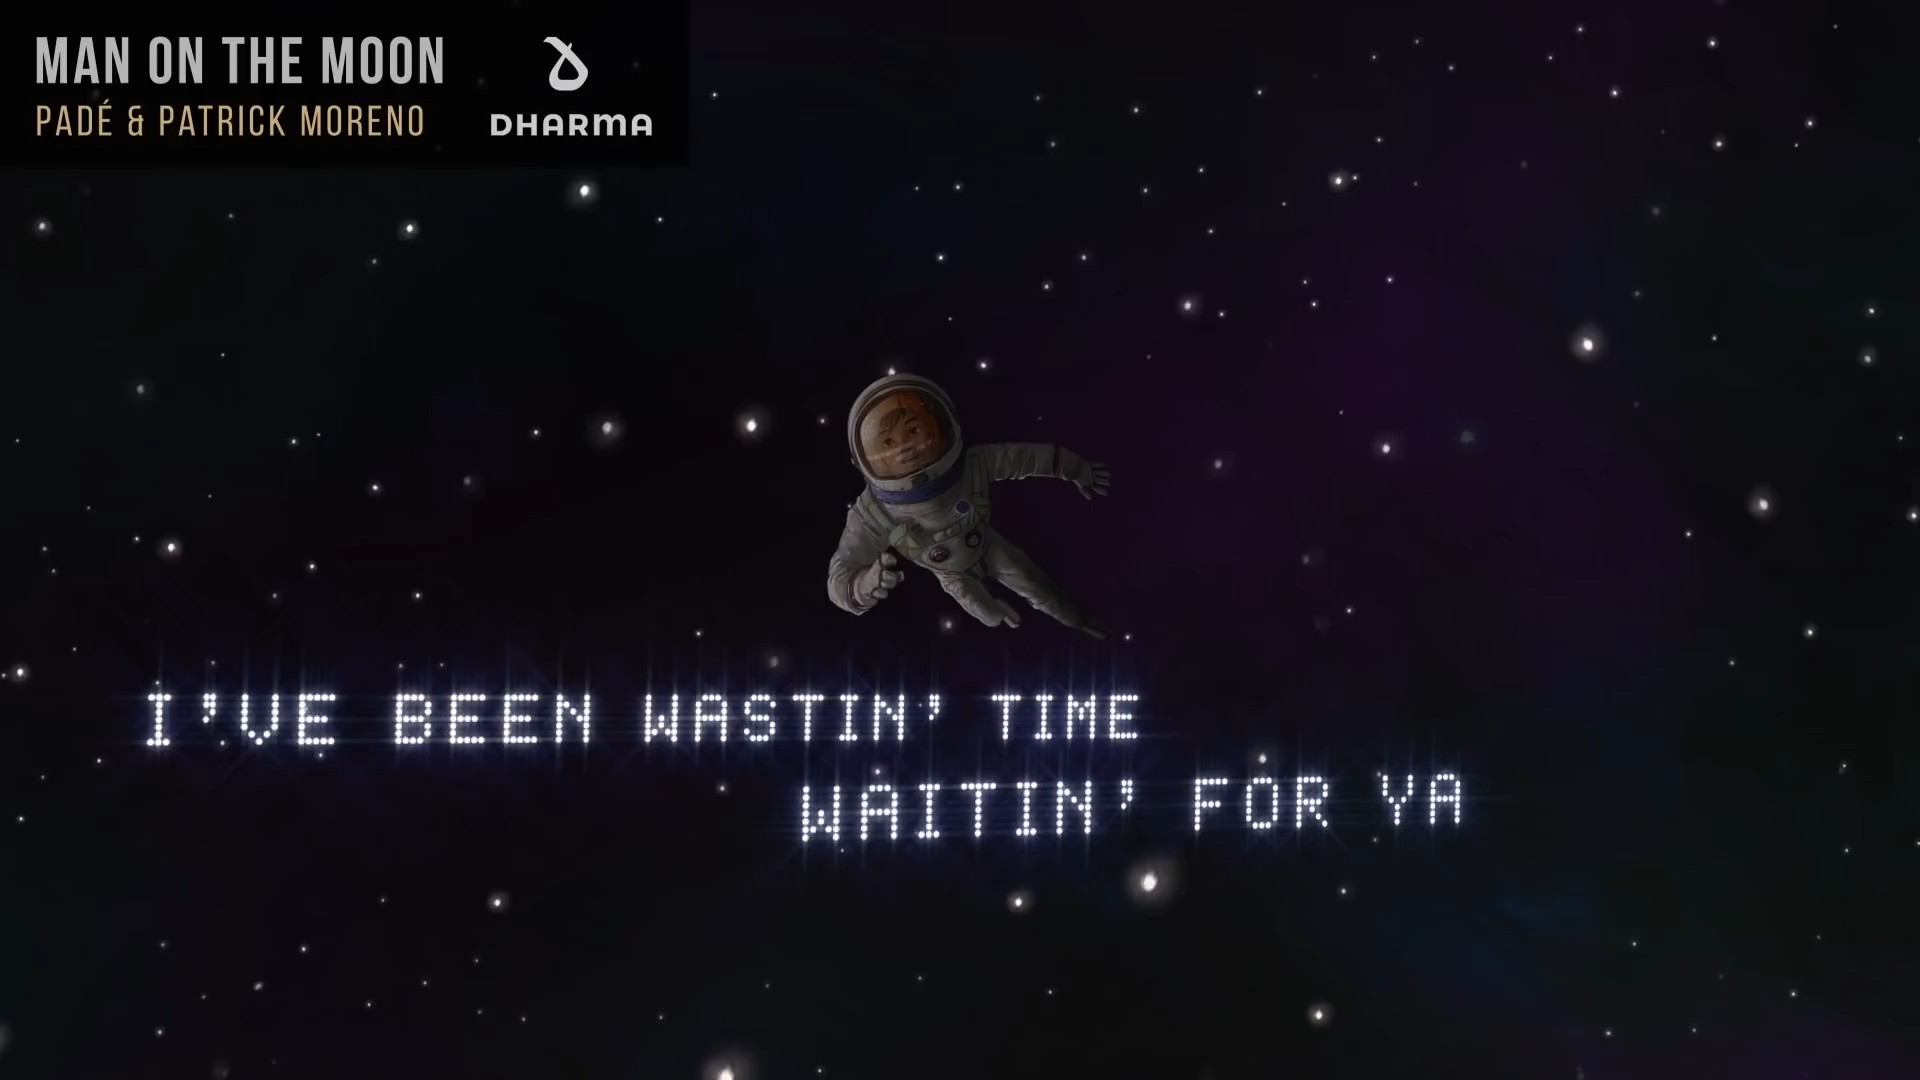 MAN ON THE MOON
PADÉ & PATRICK MORENO
DHARMA
I'VE BEEN WASTIN' TIME
WAITIN' FOR YA